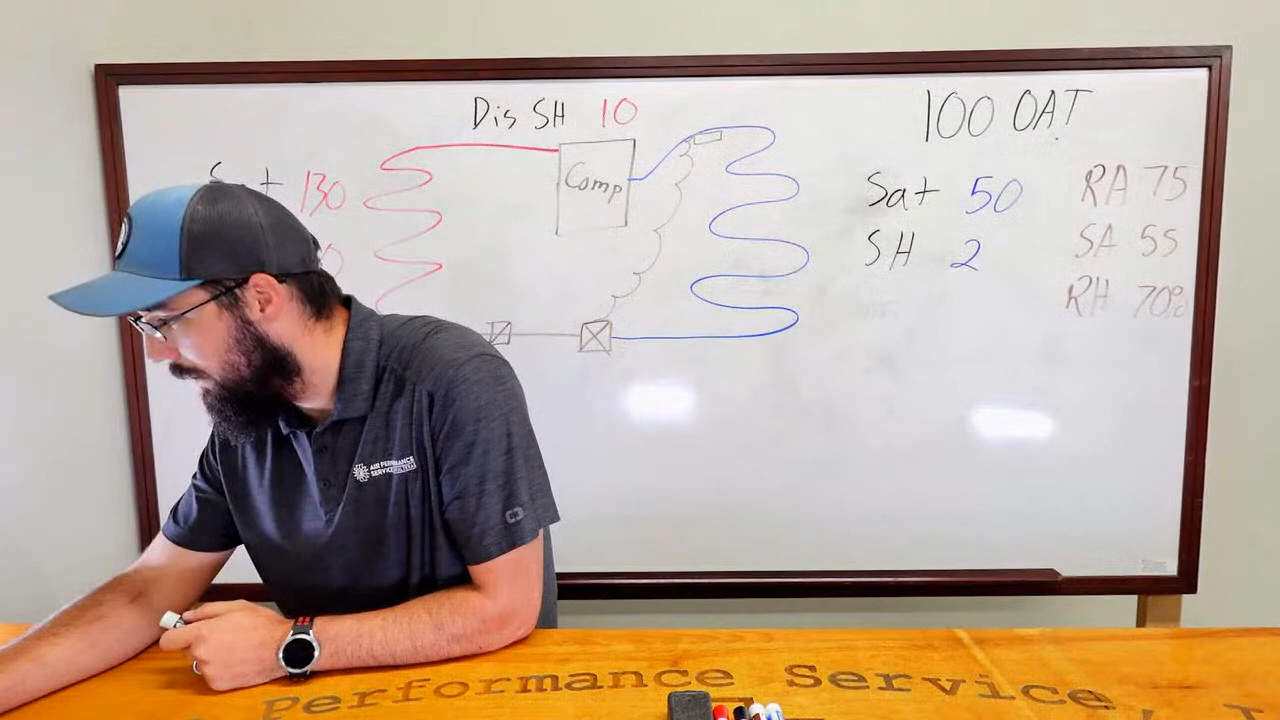 Dis SH 10
100 OAT
130
Comp
Sat 50
RA 75
SH 2
SA 55
RH 70%
AIR PERFORMANCE
SERVICE
Performance Service,